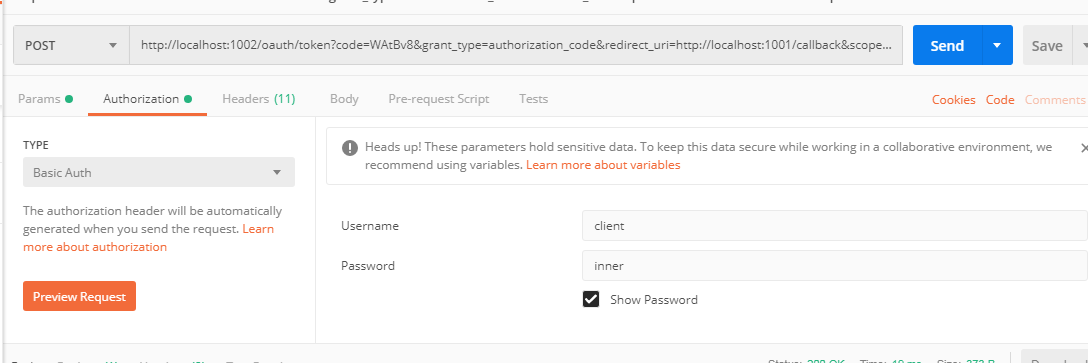 POST http://localhost:1002/oauth/token?code=WAtBv8&grant_type=authorization_code&redirect_uri=http://localhost:1001/callback&scope... Send Save
Params Authorization Headers (11) Body Pre-request Script Tests Cookies Code Comments
TYPE
Basic Auth
The authorization header will be automatically
generated when you send the request. Learn
more about authorization
Preview Request
Heads up! These parameters hold sensitive data. To keep this data secure while working in a collaborative environment, we
recommend using variables. Learn more about variables
Username client
Password inner
Show Password